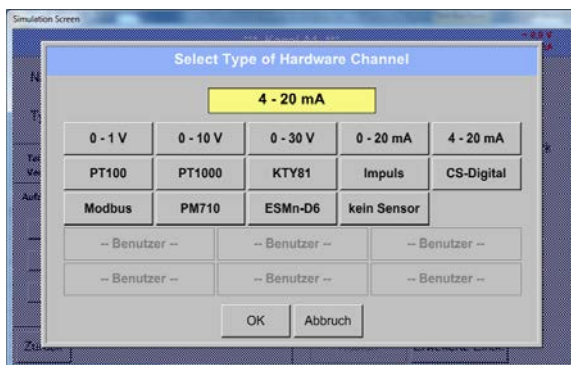 Simulation Screen
*** Kanal A1 ***
Select Type of Hardware Channel
4 - 20 mA
0 - 1 V 0 - 10 V 0 - 30 V 0 - 20 mA 4 - 20 mA
PT100 PT1000 KTY81 Impuls CS-Digital
Modbus PM710 ESMn-D6 kein Sensor
-- Benutzer -- -- Benutzer -- -- Benutzer --
-- Benutzer -- -- Benutzer -- -- Benutzer --
OK Abbruch